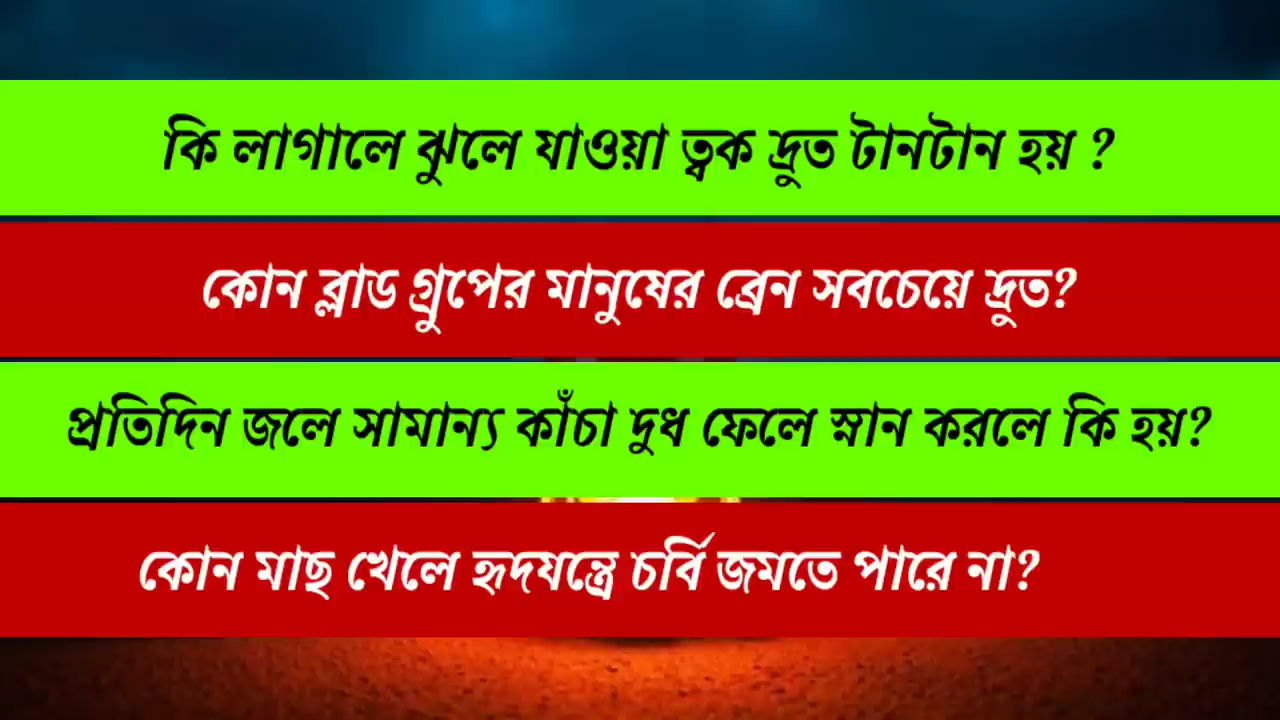 কি লাগালে ঝুলে যাওয়া ত্বক দ্রুত টানটান হয় ?
কোন ব্লাড গ্রুপের মানুষের ব্রেন সবচেয়ে দ্রুত?
প্রতিদিন জলে সামান্য কাঁচা দুধ ফেলে স্নান করলে কি হয়?
কোন মাছ খেলে হৃদযন্ত্রে চর্বি জমতে পারে না?